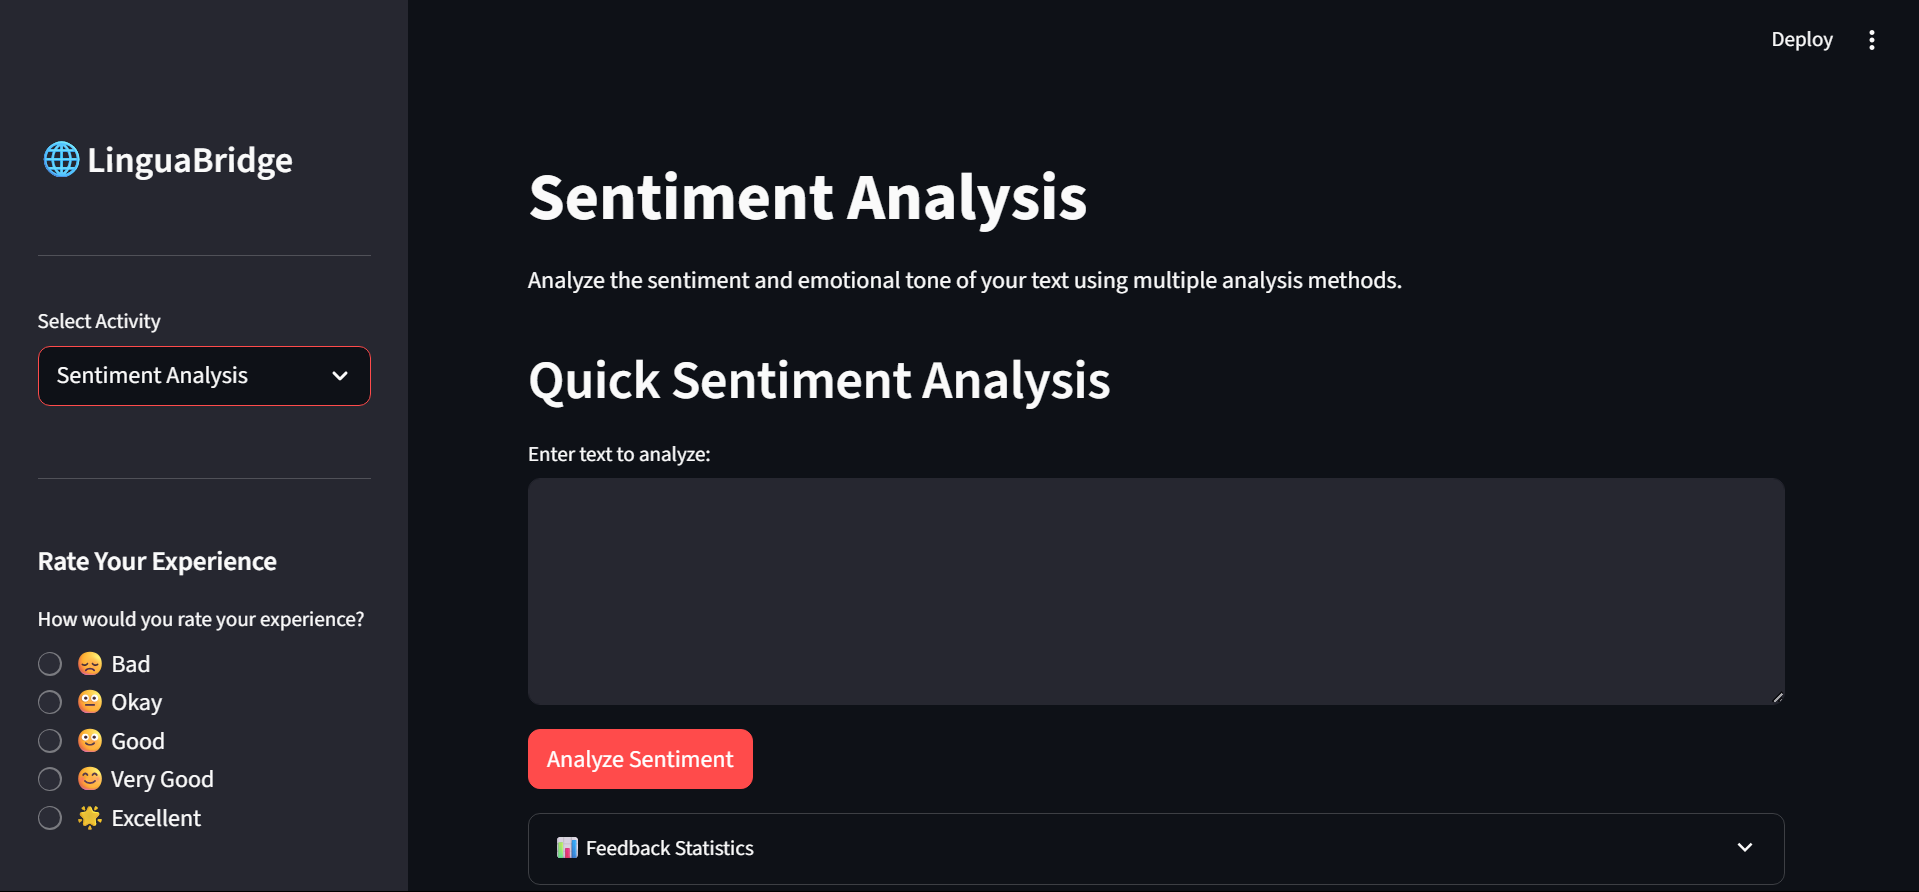 Deploy
🌐 LinguaBridge
Select Activity
Sentiment Analysis
Rate Your Experience
How would you rate your experience?
😞 Bad
😐 Okay
🙂 Good
😊 Very Good
🌟 Excellent
Sentiment Analysis
Analyze the sentiment and emotional tone of your text using multiple analysis methods.
Quick Sentiment Analysis
Enter text to analyze:
Analyze Sentiment
📊 Feedback Statistics